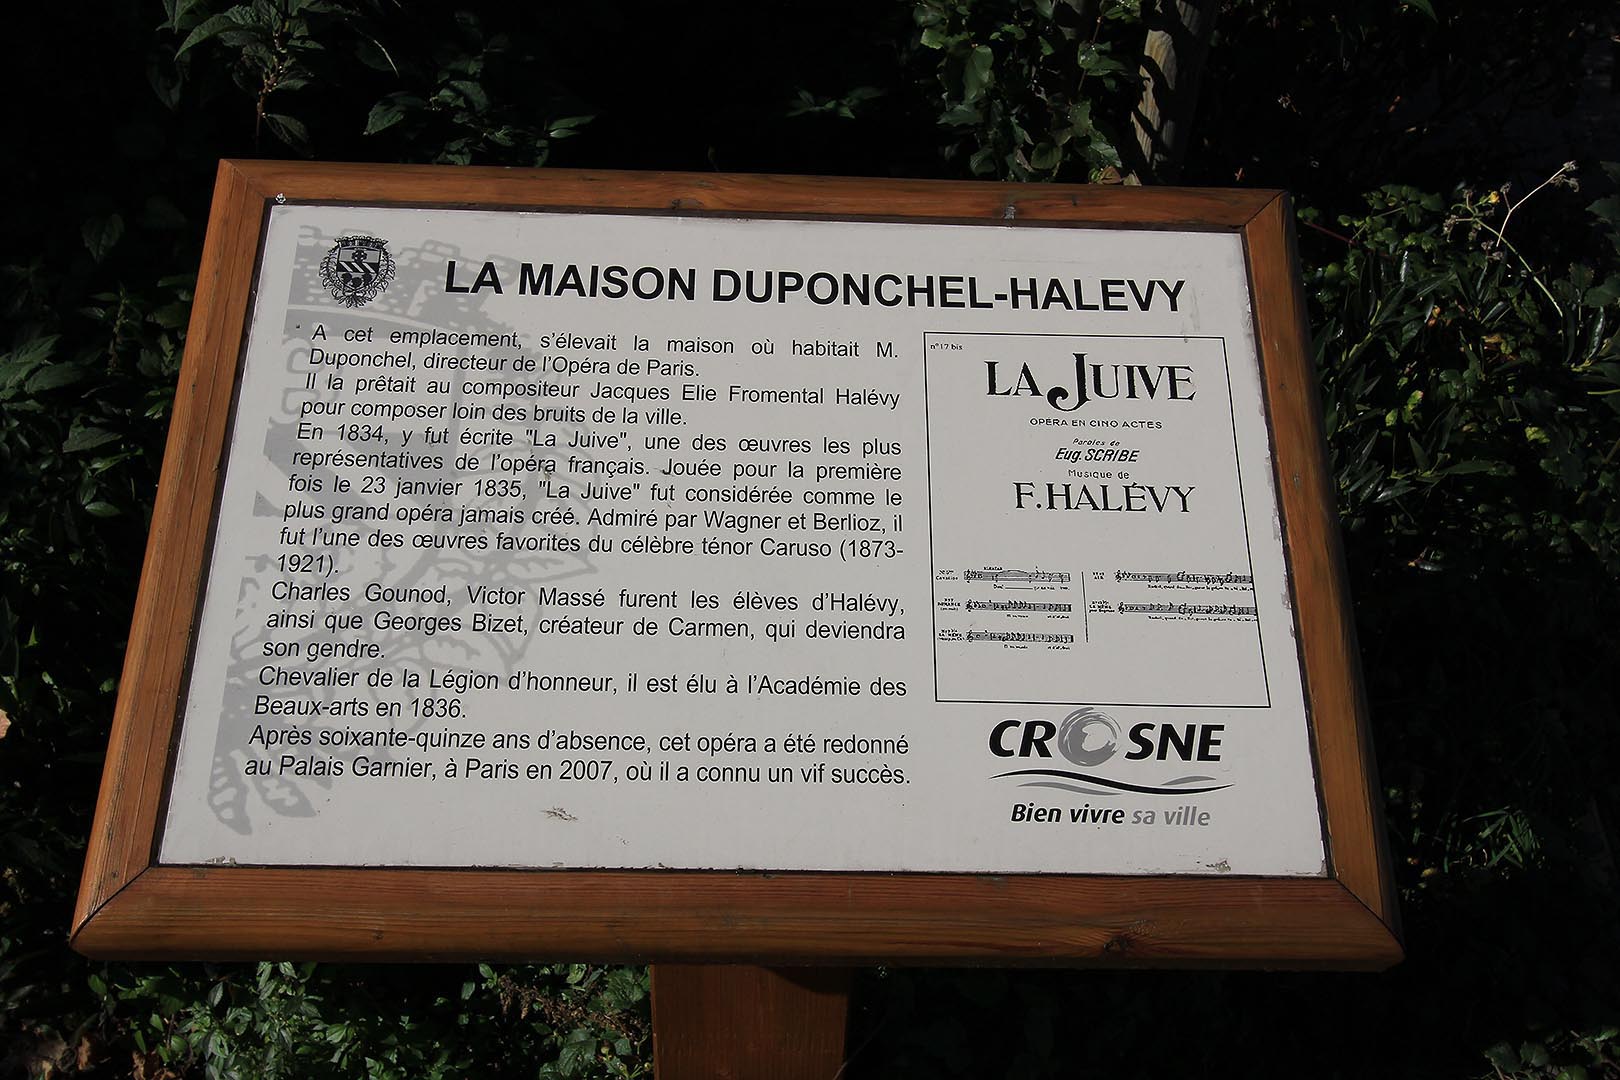 LA MAISON DUPONCHEL-HALEVY
A cet emplacement, s'élevait la maison où habitait M.
Duponchel, directeur de l'Opéra de Paris.
Il la prêtait au compositeur Jacques Elie Fromental Halévy
pour composer loin des bruits de la ville.
En 1834, y fut écrite "La Juive", une des œuvres les plus
représentatives de l'opéra français. Jouée pour la première
fois le 23 janvier 1835, "La Juive" fut considérée comme le
plus grand opéra jamais créé. Admiré par Wagner et Berlioz, il
fut l'une des œuvres favorites du célèbre ténor Caruso (1873-
1921).
Charles Gounod, Victor Massé furent les élèves d'Halévy,
ainsi que Georges Bizet, créateur de Carmen, qui deviendra
son gendre.
Chevalier de la Légion d'honneur, il est élu à l'Académie des
Beaux-arts en 1836.
Après soixante-quinze ans d'absence, cet opéra a été redonné
au Palais Garnier, à Paris en 2007, où il a connu un vif succès.
n°17 bis
LA JUIVE
OPÉRA EN CINQ ACTES
Paroles de
Eug. SCRIBE
Musique de
F. HALÉVY
CROSNE
Bien vivre sa ville